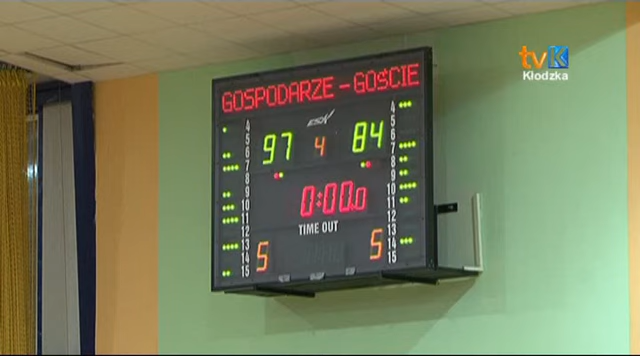 tvK
Kłodzka
GOSPODARZE - GOŚCIE
4 4
5 5
97 4 84
6 6
7 7
8 8
9 9
0:00.0
10 10
11 11
TIME OUT
12 12
13 13
5 5
14 14
15 15